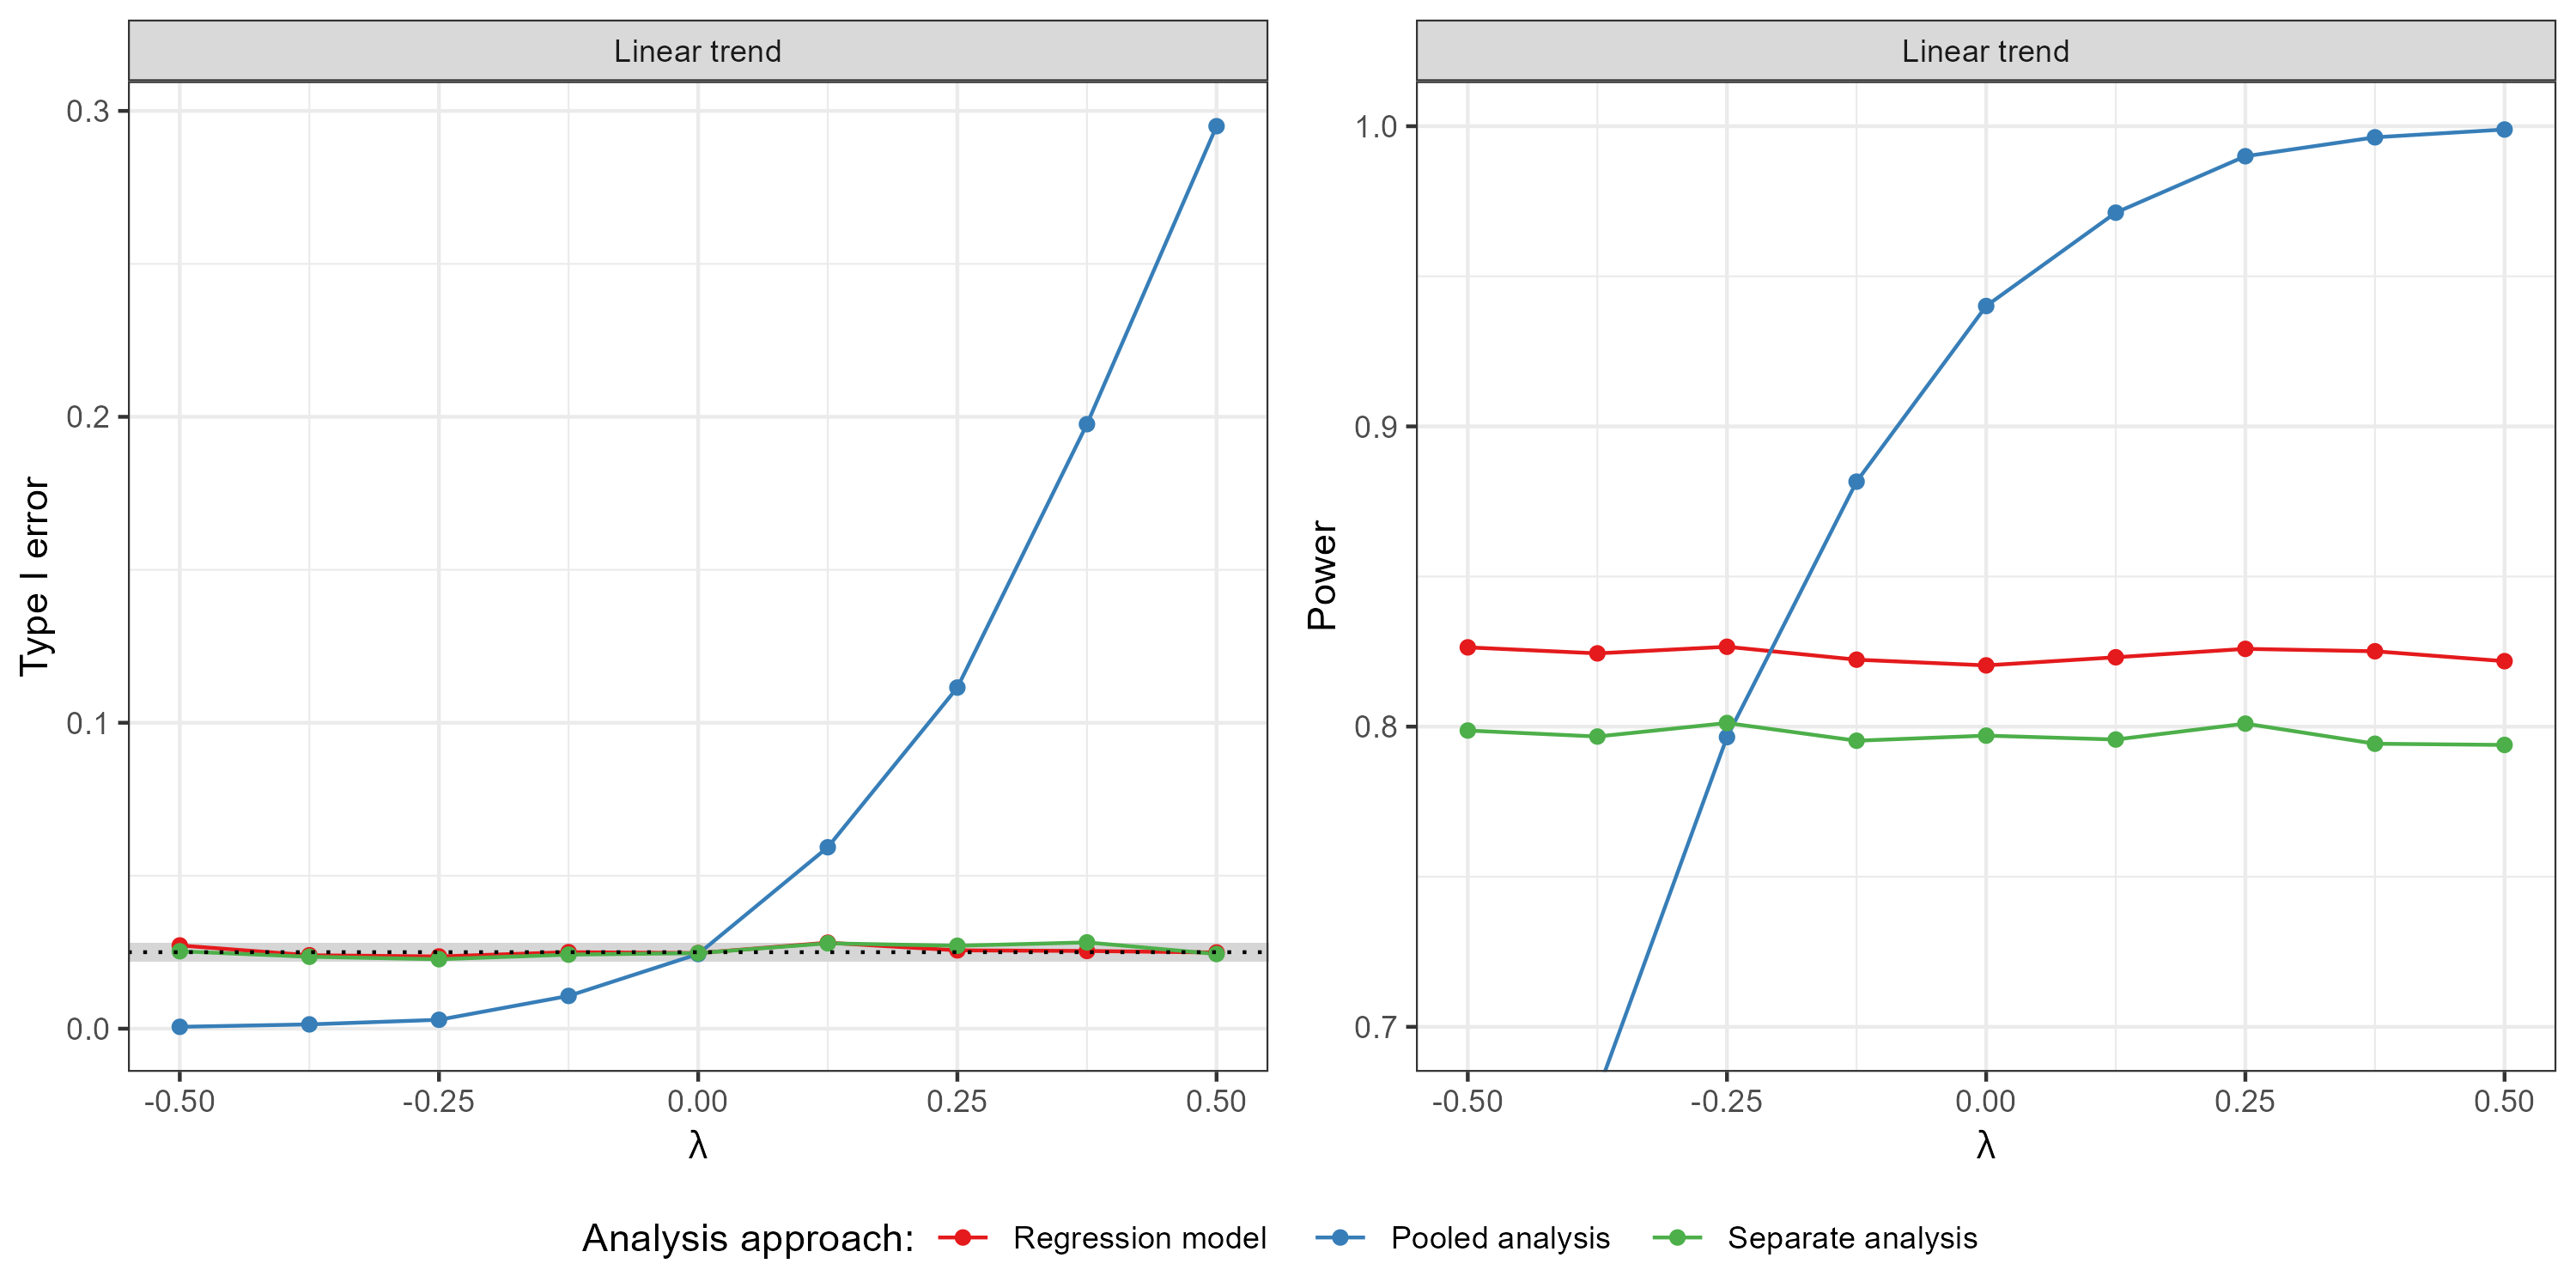 Linear trend
Type I error
0.3
0.2
0.1
0.0
-0.50 -0.25 0.00 0.25 0.50
λ
Linear trend
Power
1.0
0.9
0.8
0.7
-0.50 -0.25 0.00 0.25 0.50
λ
Analysis approach: Regression model Pooled analysis Separate analysis